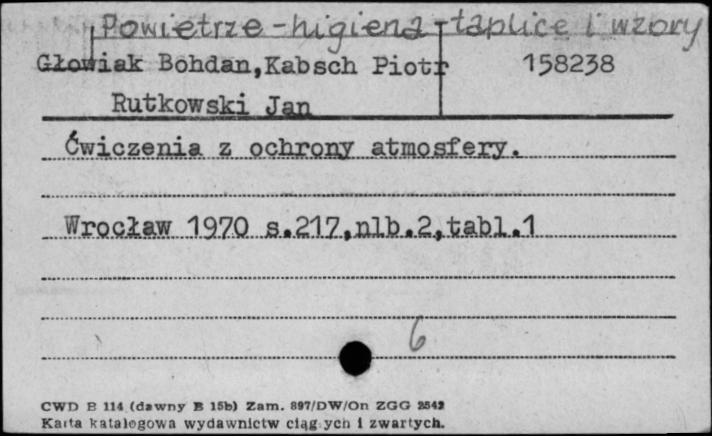 Powietrze - higiena - taplice i wzory
Głowiak Bohdan,Kabsch Piotr 158238
Rutkowski Jan
Ćwiczenia z ochrony atmosfery.
Wrocław 1970 s.217,nlb.2,tabl.1
6
CWD B 114 (dawny B 15b) Zam. 897/DW/On ZGG 2542
Karta katalogowa wydawnictw ciągłych i zwartych.